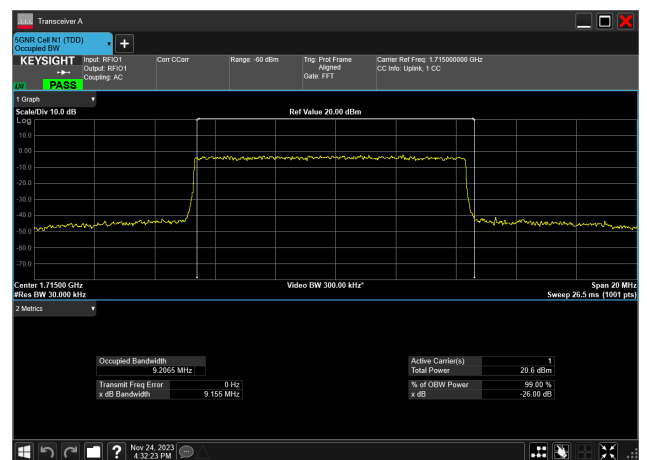 Transceiver A
5GNR Cell N1 (TDD)
Occupied BW
KEYSIGHT
LV PASS
Input: RFIO1
Output: RFIO1
Coupling: AC
Corr CCorr
Range: -60 dBm
Trig: Prot Frame
Aligned
Gate: FFT
Carrier Ref Freq: 1.715000000 GHz
CC Info: Uplink, 1 CC
1 Graph
Scale/Div 10.0 dB
Ref Value 20.00 dBm
Log
10.0
0.00
-10.0
-20.0
-30.0
-40.0
-50.0
-60.0
-70.0
Center 1.71500 GHz
Video BW 300.00 kHz*
Span 20 MHz
#Res BW 30.000 kHz
Sweep 26.5 ms (1001 pts)
2 Metrics
Occupied Bandwidth
9.2065 MHz
Transmit Freq Error 0 Hz
x dB Bandwidth 9.155 MHz
Active Carrier(s) 1
Total Power 20.6 dBm
% of OBW Power 99.00 %
x dB -26.00 dB
Nov 24, 2023
4:32:23 PM